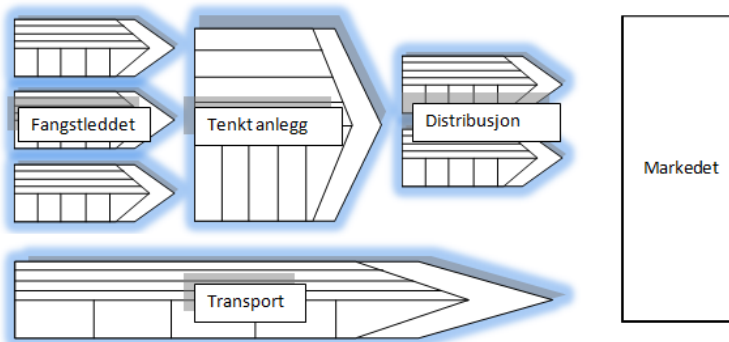 Fangstleddet
Tenkt anlegg
Distribusjon
Markedet
Transport